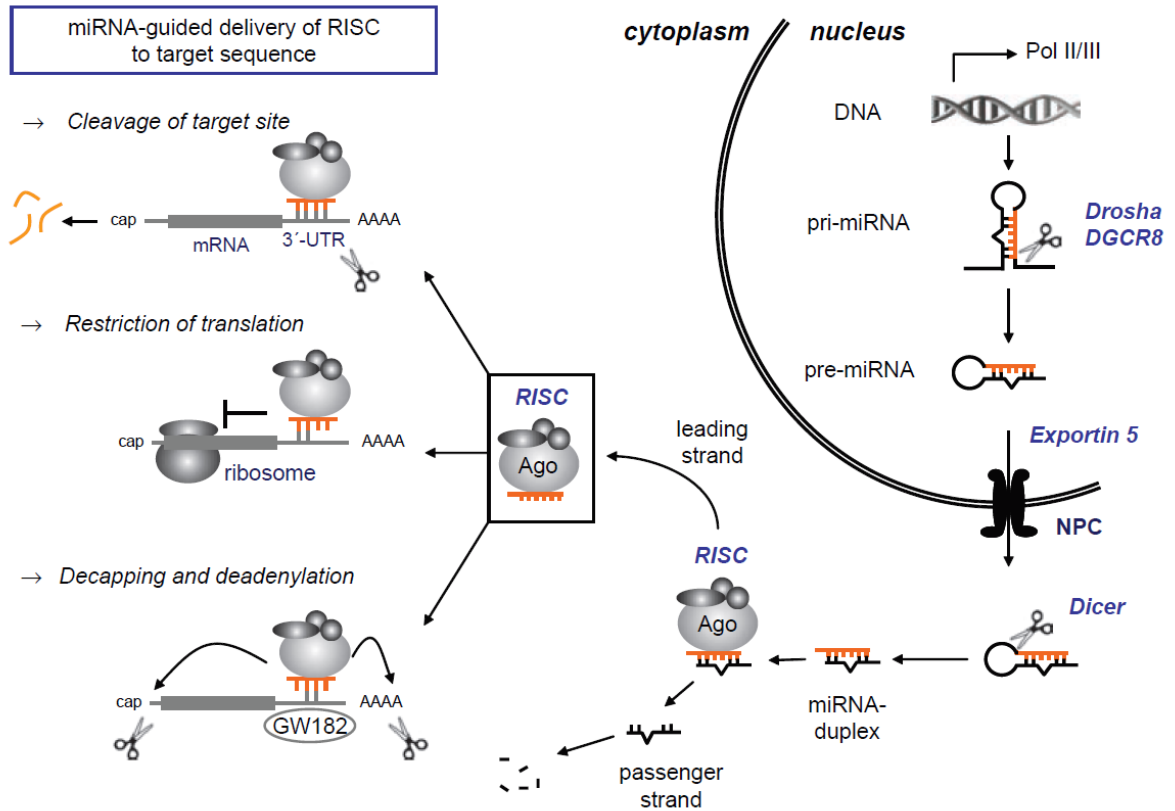 miRNA-guided delivery of RISC
to target sequence
→ Cleavage of target site
cap
mRNA
3´-UTR
AAAA
→ Restriction of translation
cap
ribosome
AAAA
→ Decapping and deadenylation
cap
GW182
AAAA
RISC
Ago
leading
strand
RISC
Ago
passenger
strand
miRNA-
duplex
cytoplasm
nucleus
Pol II/III
DNA
pri-miRNA
Drosha
DGCR8
pre-miRNA
Exportin 5
NPC
Dicer